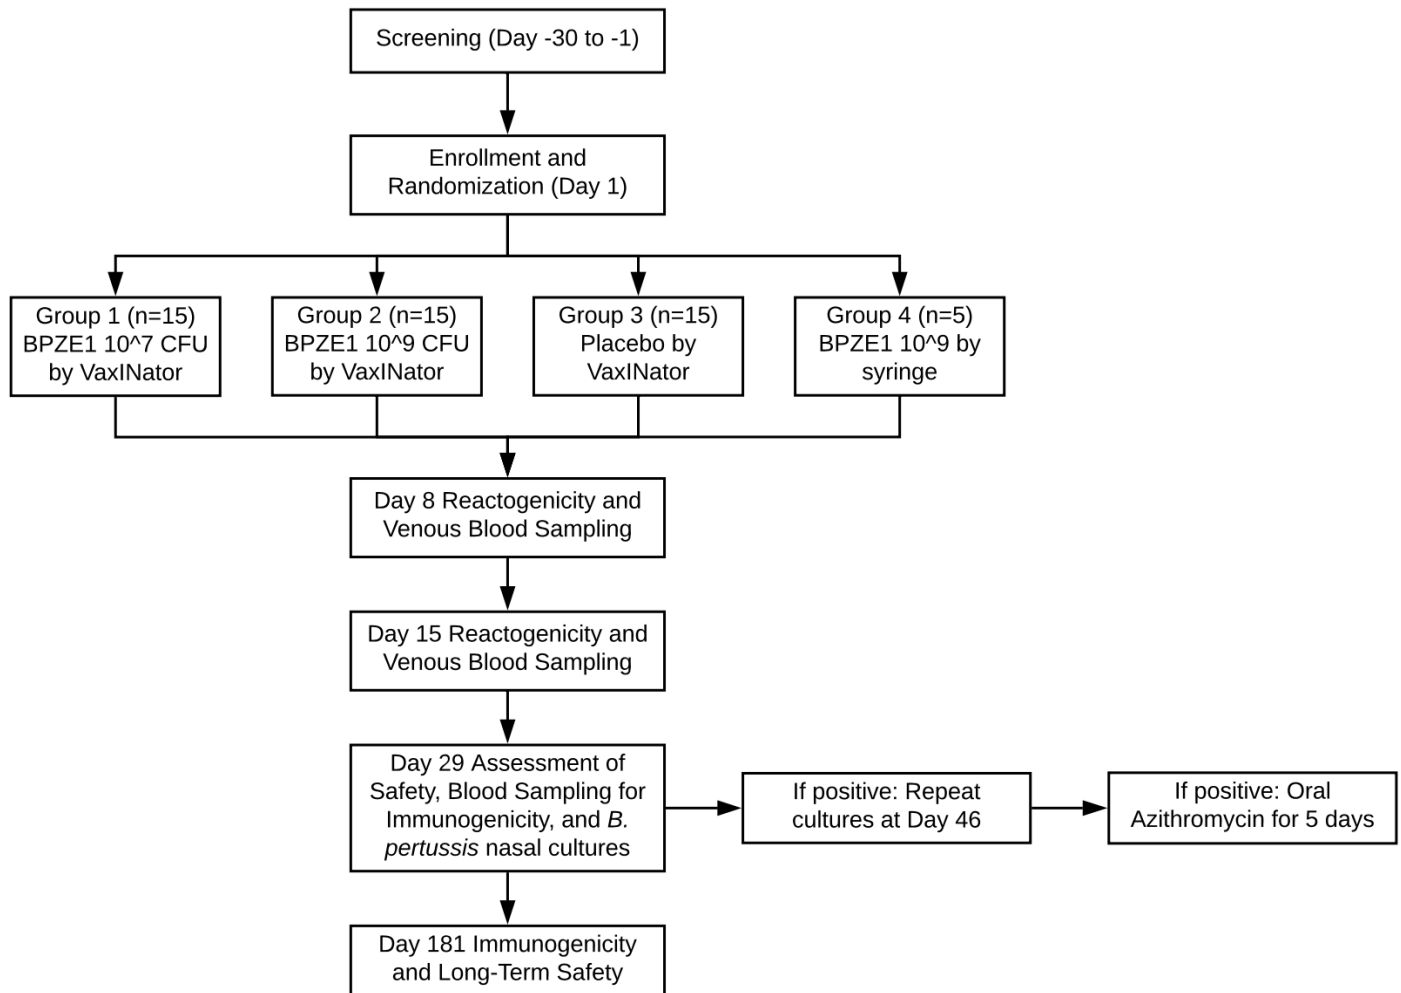 Screening (Day -30 to -1)
Enrollment and
Randomization (Day 1)
Group 1 (n=15)
BPZE1 10^7 CFU
by VaxINator
Group 2 (n=15)
BPZE1 10^9 CFU
by VaxINator
Group 3 (n=15)
Placebo by
VaxINator
Group 4 (n=5)
BPZE1 10^9 by
syringe
Day 8 Reactogenicity and
Venous Blood Sampling
Day 15 Reactogenicity and
Venous Blood Sampling
Day 29 Assessment of
Safety, Blood Sampling for
Immunogenicity, and B.
pertussis nasal cultures
If positive: Repeat
cultures at Day 46
If positive: Oral
Azithromycin for 5 days
Day 181 Immunogenicity
and Long-Term Safety